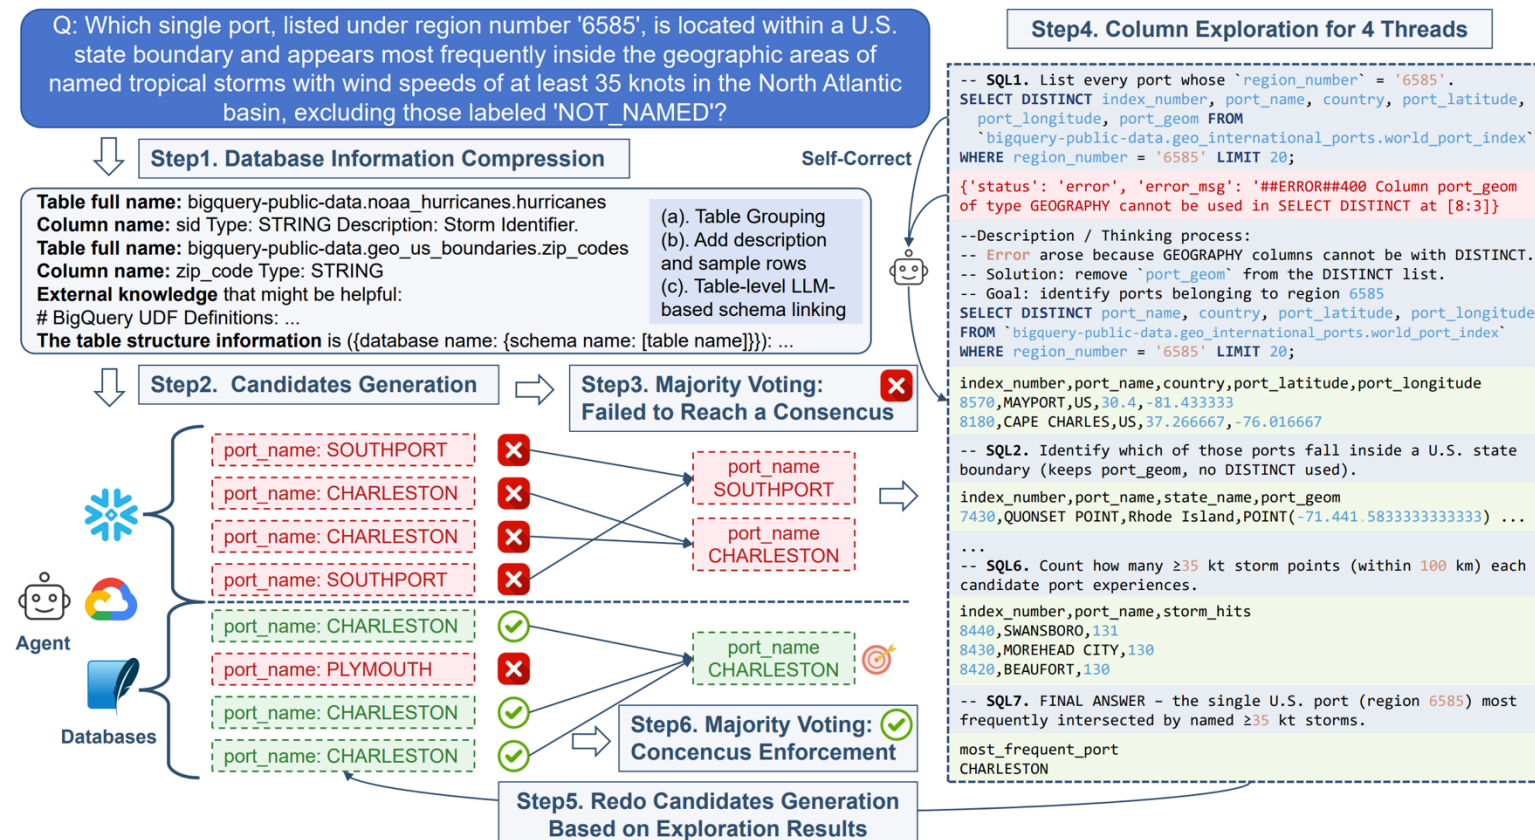 Q: Which single port, listed under region number '6585', is located within a U.S.
state boundary and appears most frequently inside the geographic areas of
named tropical storms with wind speeds of at least 35 knots in the North Atlantic
basin, excluding those labeled 'NOT_NAMED'?
Step1. Database Information Compression
Table full name: bigquery-public-data.noaa_hurricanes.hurricanes
Column name: sid Type: STRING Description: Storm Identifier.
Table full name: bigquery-public-data.geo_us_boundaries.zip_codes
Column name: zip_code Type: STRING
External knowledge that might be helpful:
# BigQuery UDF Definitions: ...
The table structure information is ({database name: {schema name: [table name]}}): ...
(a). Table Grouping
(b). Add description
and sample rows
(c). Table-level LLM-
based schema linking
Step2. Candidates Generation
Step3. Majority Voting:
Failed to Reach a Consencus
port_name: SOUTHPORT
port_name: CHARLESTON
port_name: CHARLESTON
port_name: SOUTHPORT
port_name
SOUTHPORT
port_name
CHARLESTON
Agent
Databases
port_name: CHARLESTON
port_name: PLYMOUTH
port_name: CHARLESTON
port_name: CHARLESTON
port_name
CHARLESTON
Step6. Majority Voting:
Concencus Enforcement
Step5. Redo Candidates Generation
Based on Exploration Results
Self-Correct
Step4. Column Exploration for 4 Threads
-- SQL1. List every port whose `region_number` = '6585'.
SELECT DISTINCT index_number, port_name, country, port_latitude,
port_longitude, port_geom FROM
`bigquery-public-data.geo_international_ports.world_port_index`
WHERE region_number = '6585' LIMIT 20;
{'status': 'error', 'error_msg': '##ERROR##400 Column port_geom
of type GEOGRAPHY cannot be used in SELECT DISTINCT at [8:3]}
--Description / Thinking process:
-- Error arose because GEOGRAPHY columns cannot be with DISTINCT.
-- Solution: remove `port_geom` from the DISTINCT list.
-- Goal: identify ports belonging to region 6585
SELECT DISTINCT port_name, country, port_latitude, port_longitude
FROM `bigquery-public-data.geo_international_ports.world_port_index`
WHERE region_number = '6585' LIMIT 20;
index_number,port_name,country,port_latitude,port_longitude
8570,MAYPORT,US,30.4,-81.433333
8180,CAPE CHARLES,US,37.266667,-76.016667
-- SQL2. Identify which of those ports fall inside a U.S. state
boundary (keeps port_geom, no DISTINCT used).
index_number,port_name,state_name,port_geom
7430,QUONSET POINT,Rhode Island,POINT(-71.441.5833333333333) ...
...
-- SQL6. Count how many ≥35 kt storm points (within 100 km) each
candidate port experiences.
index_number,port_name,storm_hits
8440,SWANSBORO,131
8430,MOREHEAD CITY,130
8420,BEAUFORT,130
-- SQL7. FINAL ANSWER – the single U.S. port (region 6585) most
frequently intersected by named ≥35 kt storms.
most_frequent_port
CHARLESTON